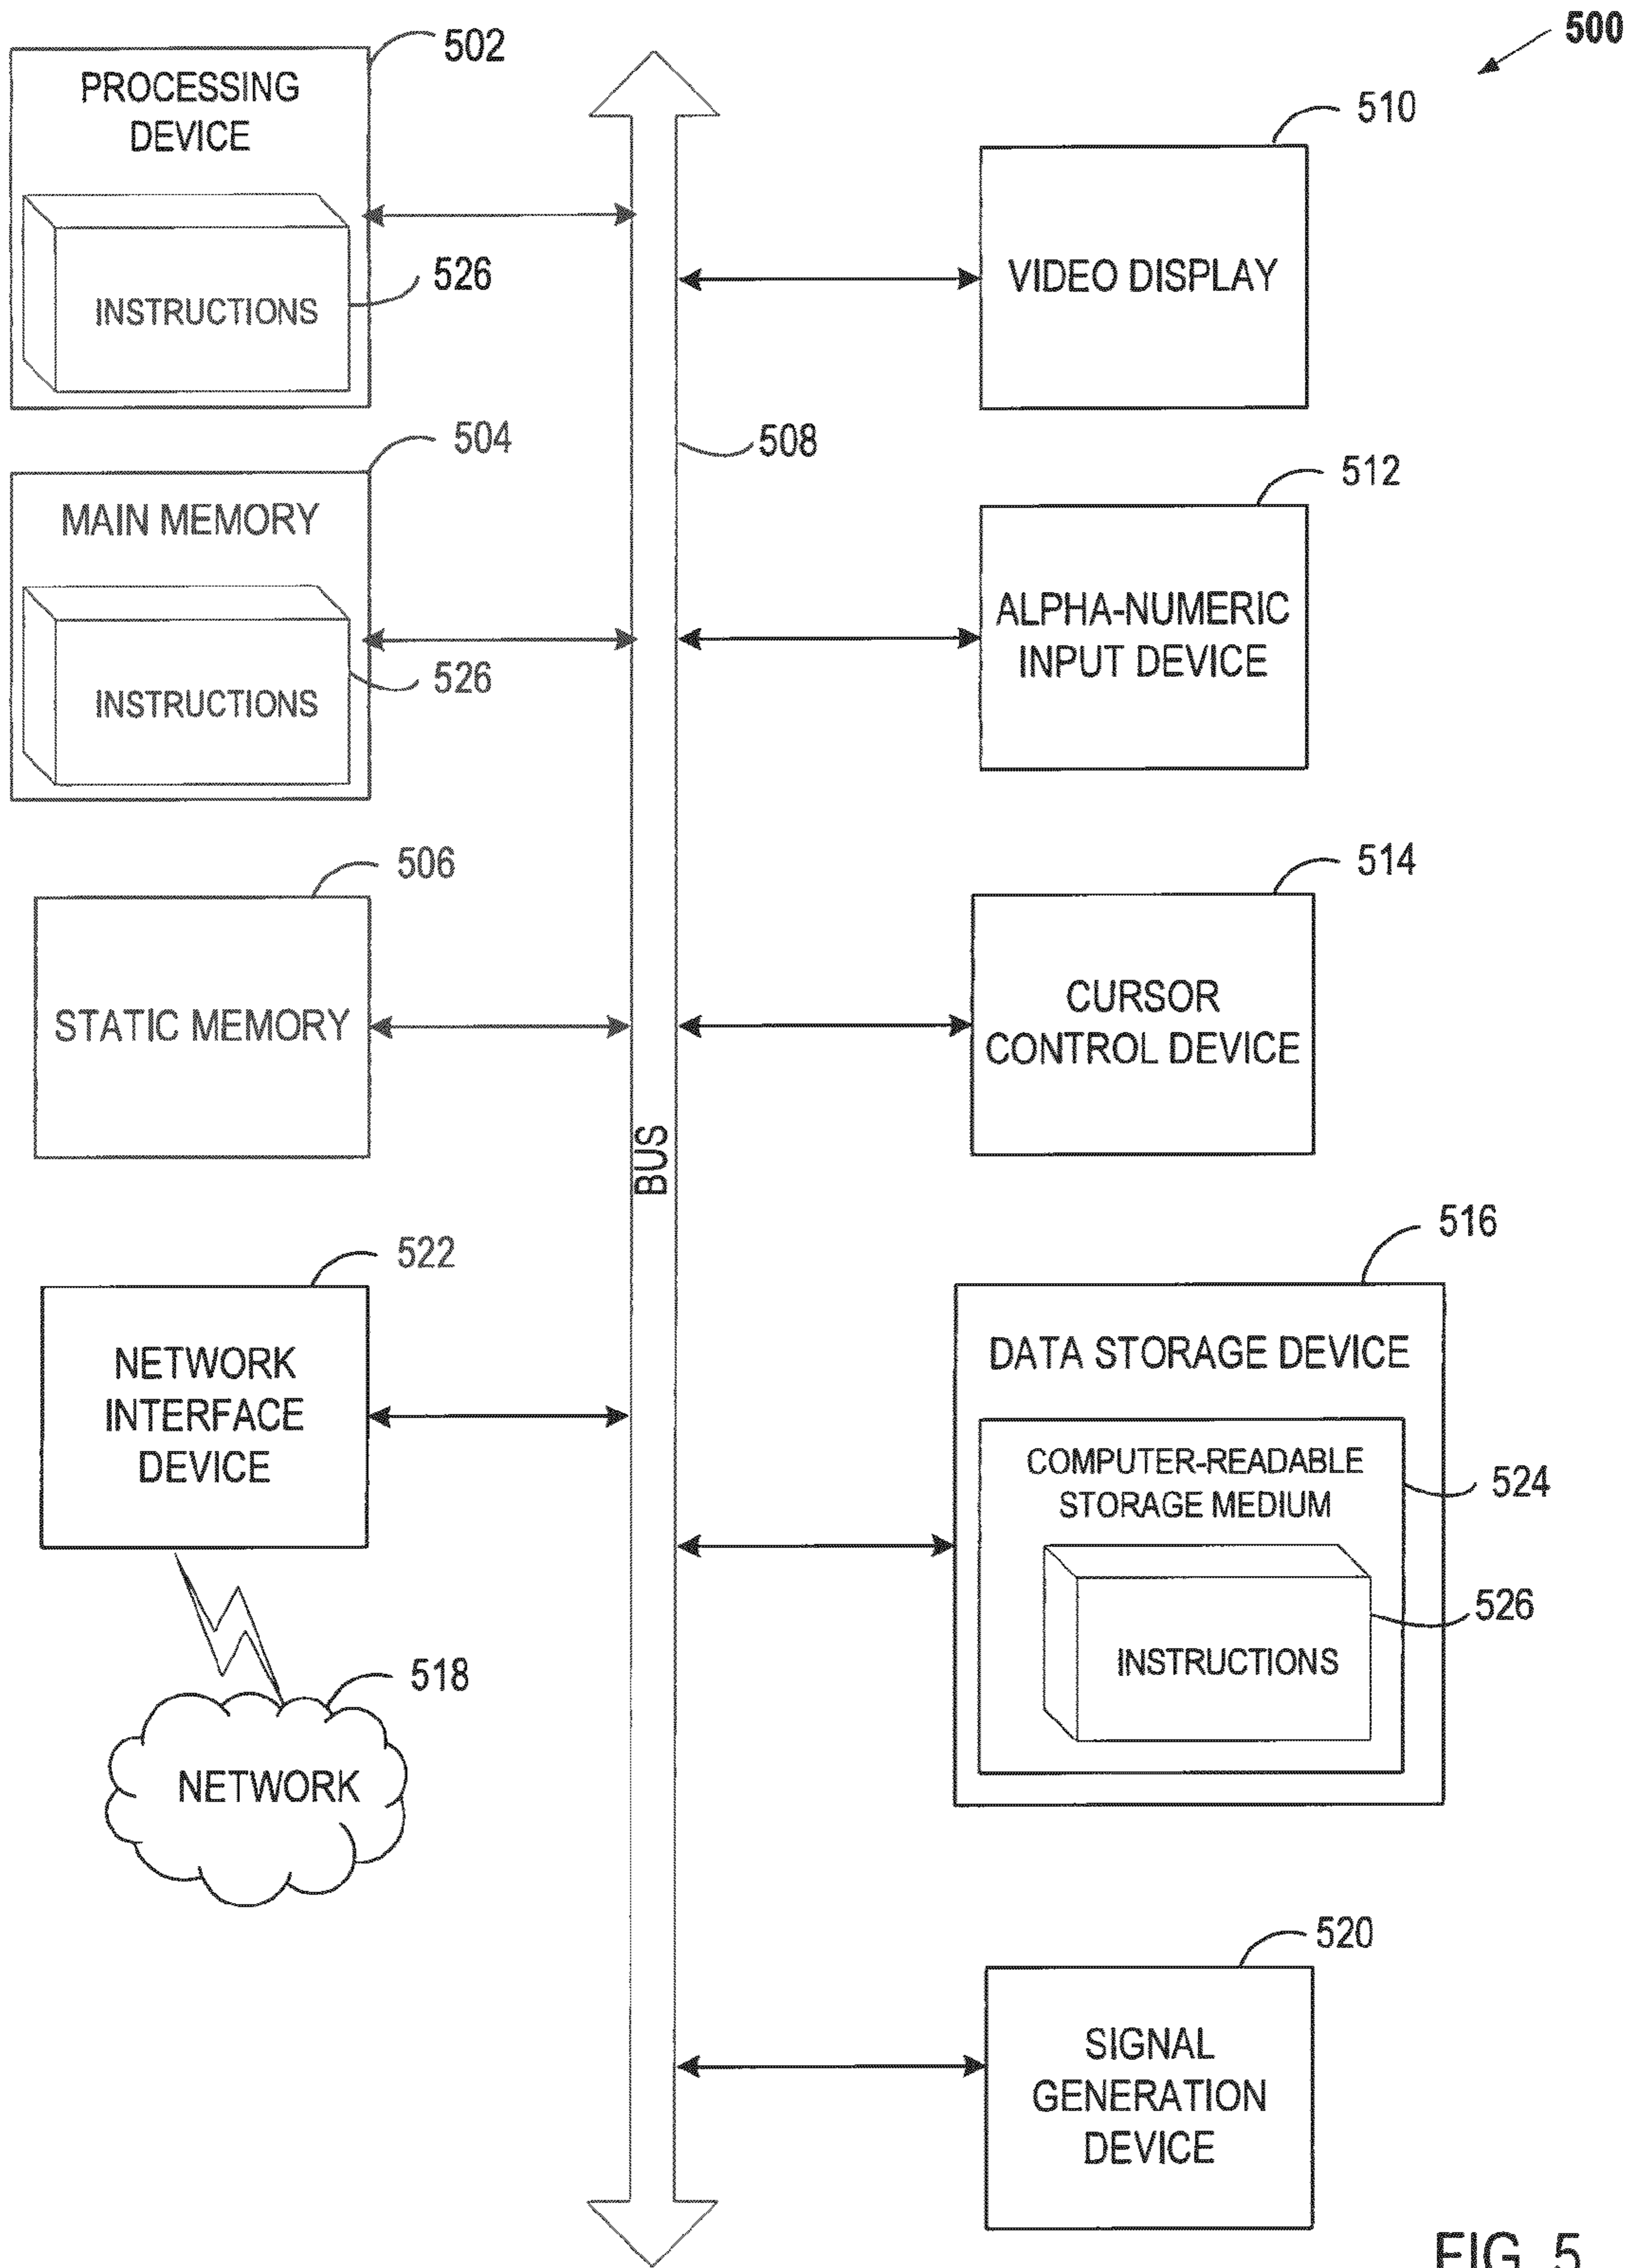 500
502
PROCESSING
DEVICE
INSTRUCTIONS
526
510
VIDEO DISPLAY
504
MAIN MEMORY
INSTRUCTIONS
526
508
512
ALPHA-NUMERIC
INPUT DEVICE
506
STATIC MEMORY
514
CURSOR
CONTROL DEVICE
BUS
522
NETWORK
INTERFACE
DEVICE
516
DATA STORAGE DEVICE
COMPUTER-READABLE
STORAGE MEDIUM
524
INSTRUCTIONS
526
518
NETWORK
520
SIGNAL
GENERATION
DEVICE
FIG. 5